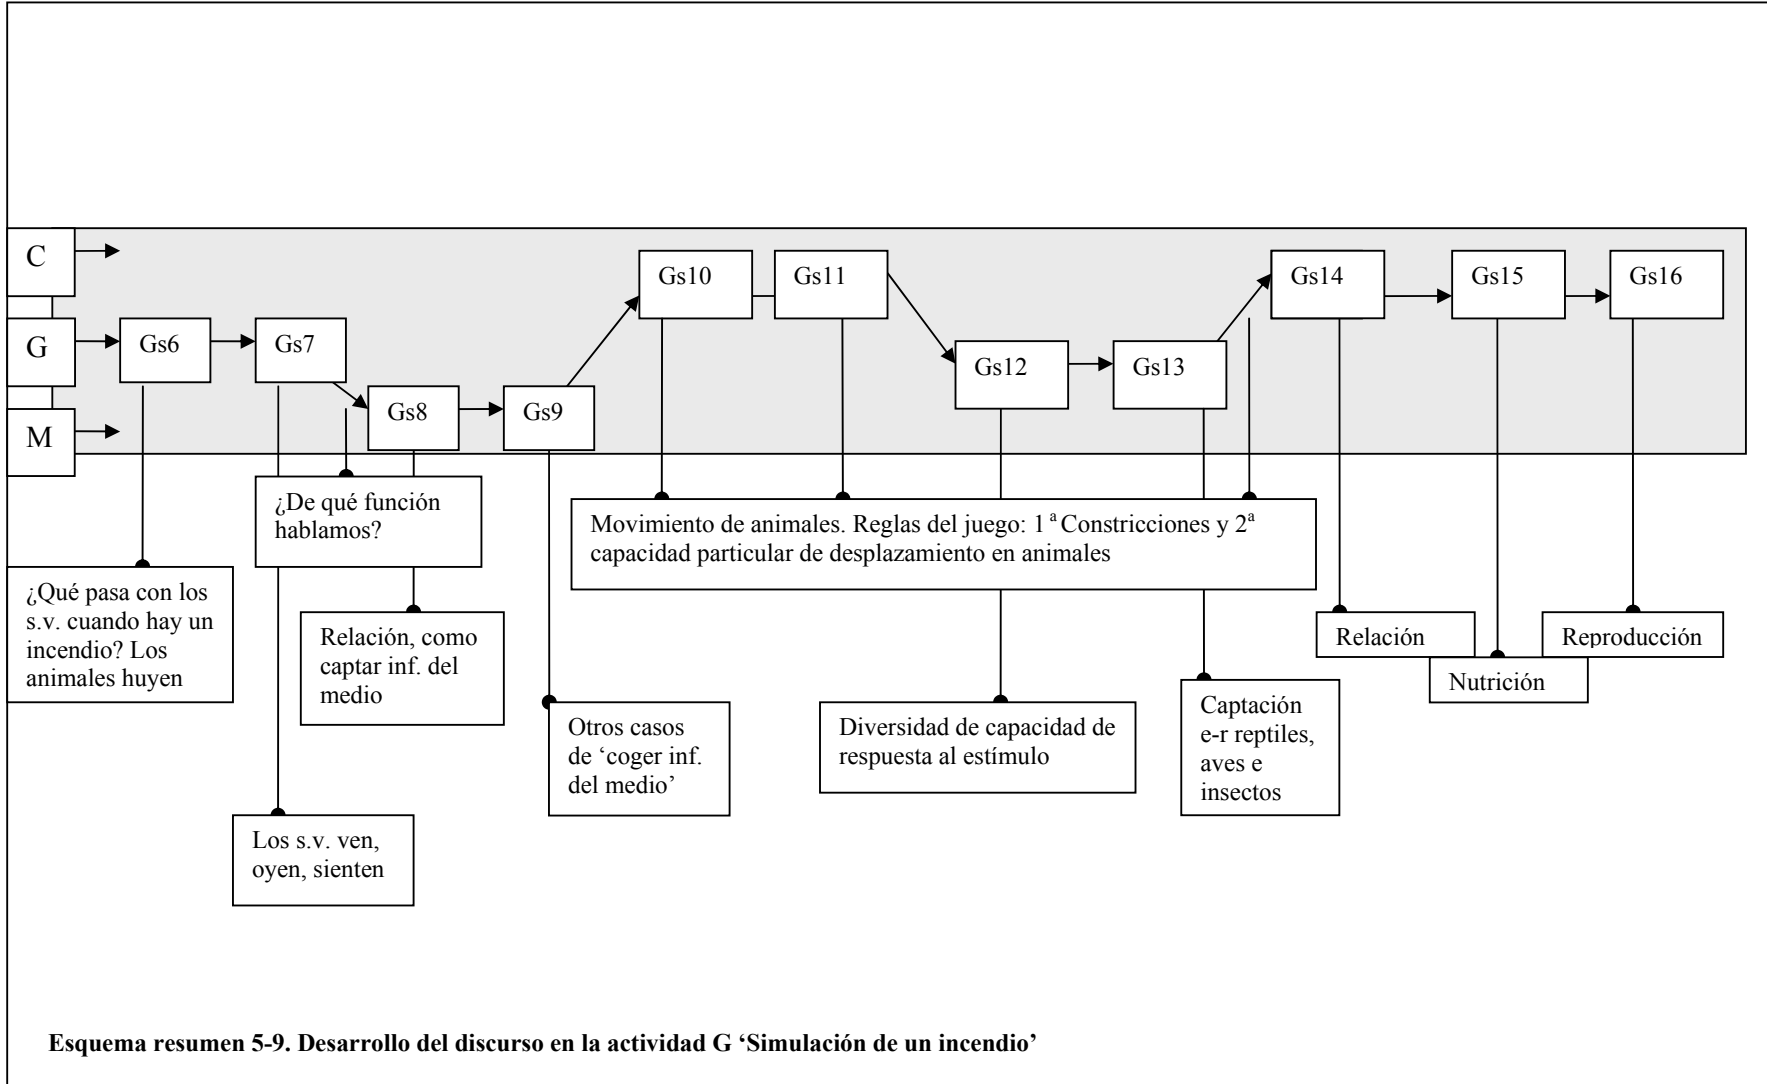 C
Gs10
Gs11
Gs14
Gs15
Gs16
G
Gs6
Gs7
Gs12
Gs13
Gs8
Gs9
M
¿De qué función
hablamos?
Movimiento de animales. Reglas del juego: 1ª Constricciones y 2ª
capacidad particular de desplazamiento en animales
¿Qué pasa con los
s.v. cuando hay un
incendio? Los
animales huyen
Relación, como
captar inf. del
medio
Relación
Reproducción
Nutrición
Otros casos
de ‘coger inf.
del medio’
Diversidad de capacidad de
respuesta al estímulo
Captación
e-r reptiles,
aves e
insectos
Los s.v. ven,
oyen, sienten
Esquema resumen 5-9. Desarrollo del discurso en la actividad G ‘Simulación de un incendio’